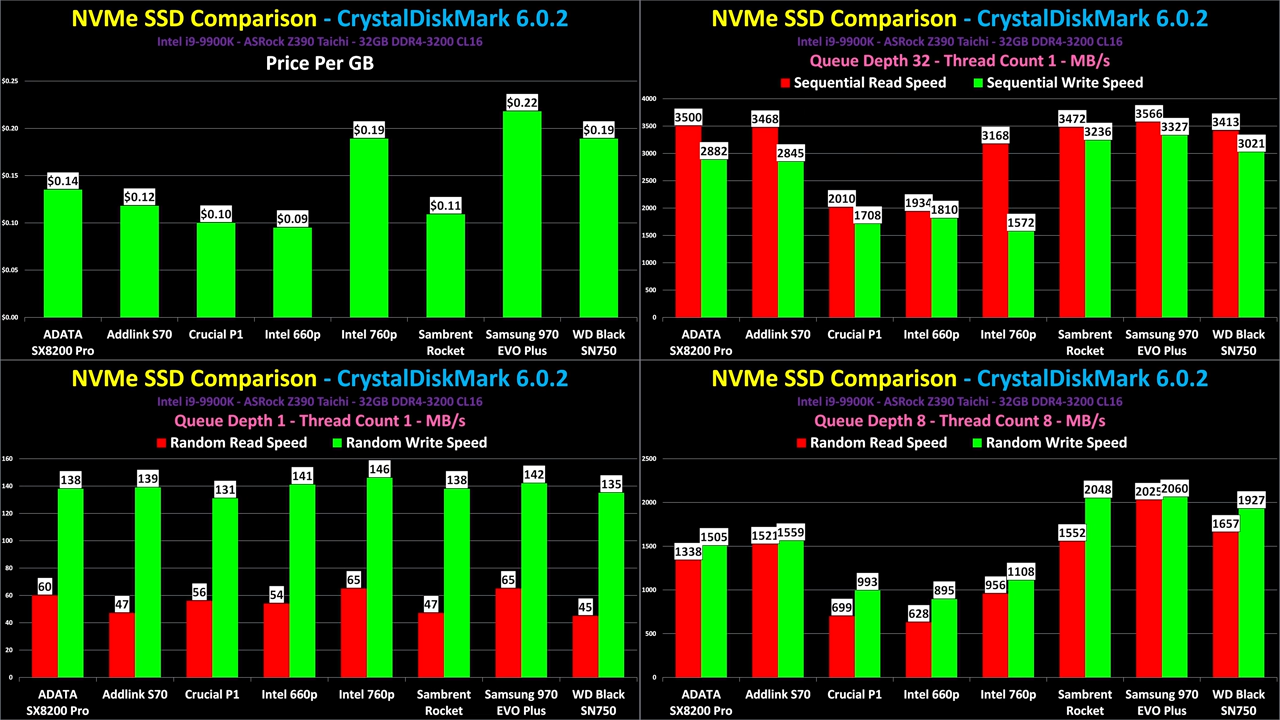 NVMe SSD Comparison - CrystalDiskMark 6.0.2
Intel i9-9900K - ASRock Z390 Taichi - 32GB DDR4-3200 CL16
Price Per GB
$0.25
$0.20
$0.15
$0.10
$0.05
$0.00
$0.14
$0.12
$0.10
$0.09
$0.19
$0.11
$0.22
$0.19
ADATA SX8200 Pro
Addlink S70
Crucial P1
Intel 660p
Intel 760p
Sambrent Rocket
Samsung 970 EVO Plus
WD Black SN750
NVMe SSD Comparison - CrystalDiskMark 6.0.2
Intel i9-9900K - ASRock Z390 Taichi - 32GB DDR4-3200 CL16
Queue Depth 32 - Thread Count 1 - MB/s
Sequential Read Speed Sequential Write Speed
4000
3500
3000
2500
2000
1500
1000
500
0
3500 2882
3468 2845
2010 1708
1934 1810
3168 1572
3472 3236
3566 3327
3413 3021
ADATA SX8200 Pro
Addlink S70
Crucial P1
Intel 660p
Intel 760p
Sambrent Rocket
Samsung 970 EVO Plus
WD Black SN750
NVMe SSD Comparison - CrystalDiskMark 6.0.2
Intel i9-9900K - ASRock Z390 Taichi - 32GB DDR4-3200 CL16
Queue Depth 1 - Thread Count 1 - MB/s
Random Read Speed Random Write Speed
160
140
120
100
80
60
40
20
0
60 138
47 139
56 131
54 141
65 146
47 138
65 142
45 135
ADATA SX8200 Pro
Addlink S70
Crucial P1
Intel 660p
Intel 760p
Sambrent Rocket
Samsung 970 EVO Plus
WD Black SN750
NVMe SSD Comparison - CrystalDiskMark 6.0.2
Intel i9-9900K - ASRock Z390 Taichi - 32GB DDR4-3200 CL16
Queue Depth 8 - Thread Count 8 - MB/s
Random Read Speed Random Write Speed
2500
2000
1500
1000
500
0
1338 1505
1521 1559
699 993
628 895
956 1108
1552 2048
2025 2060
1657 1927
ADATA SX8200 Pro
Addlink S70
Crucial P1
Intel 660p
Intel 760p
Sambrent Rocket
Samsung 970 EVO Plus
WD Black SN750